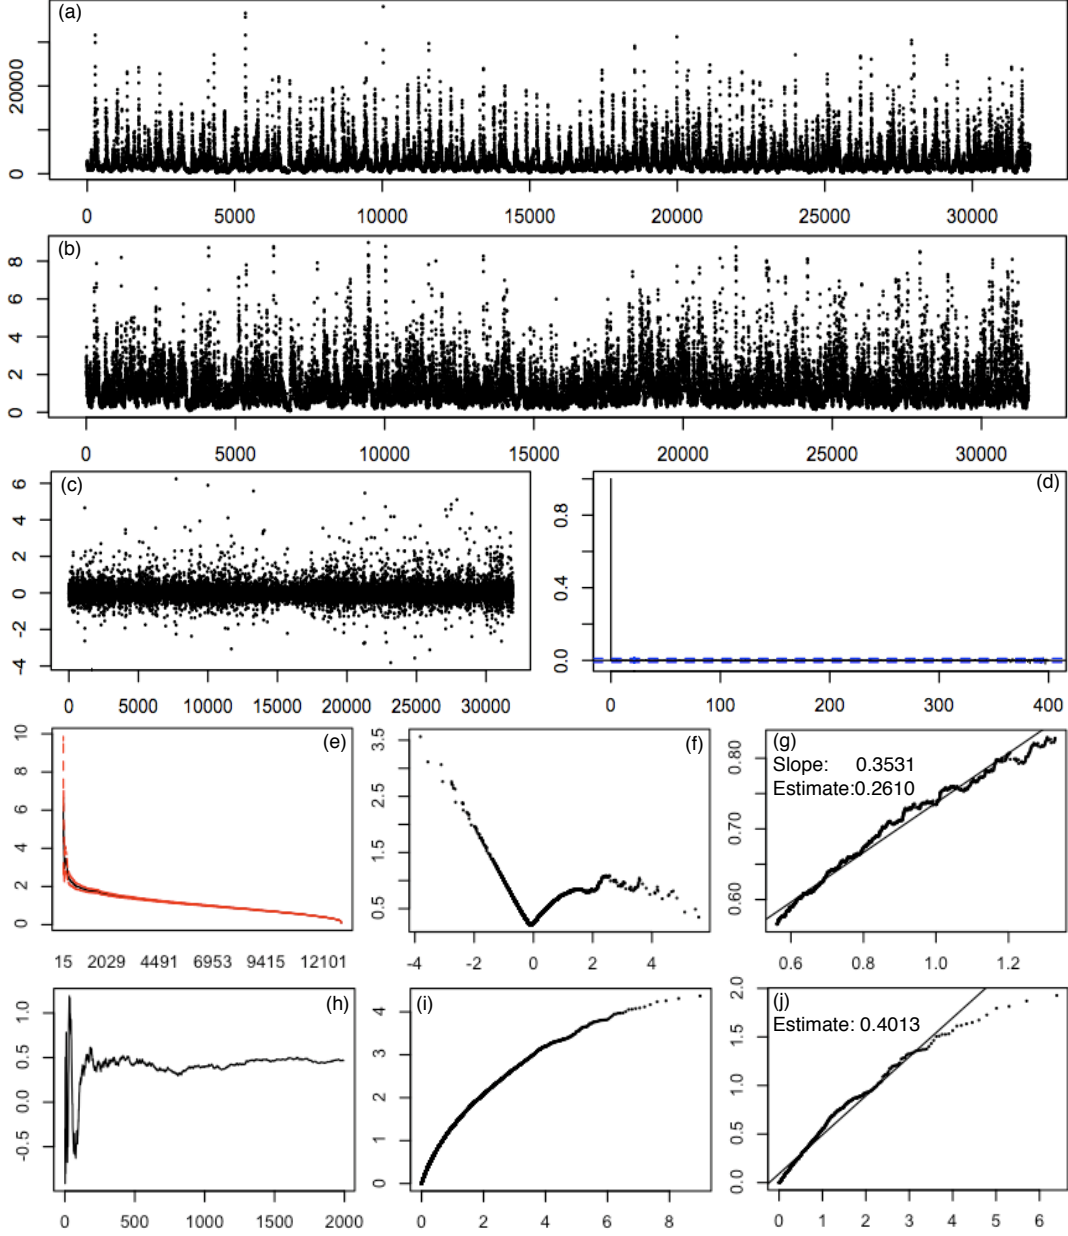 (a)
20000
0
0 5000 10000 15000 20000 25000 30000
(b)
8
6
4
2
0
0 5000 10000 15000 20000 25000 30000
(c)
6
4
2
0
-2
-4
0 5000 10000 15000 20000 25000 30000
(d)
0.8
0.4
0.0
0 100 200 300 400
(e)
10
8
6
4
2
0
15 2029 4491 6953 9415 12101
(f)
3.5
2.5
1.5
0.5
-4 -2 0 2 4
(g)
Slope: 0.3531
Estimate:0.2610
0.80
0.70
0.60
0.6 0.8 1.0 1.2
(h)
1.0
0.5
0.0
-0.5
0 500 1000 1500 2000
(i)
4
3
2
1
0
0 2 4 6 8
(j)
Estimate: 0.4013
2.0
1.5
1.0
0.5
0.0
0 1 2 3 4 5 6